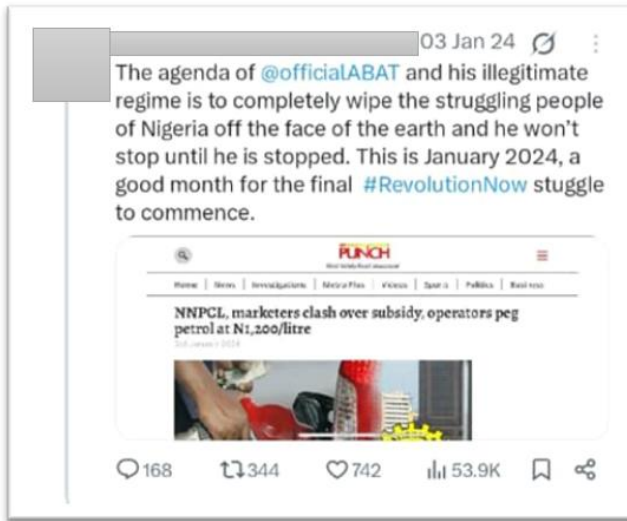 03 Jan 24
The agenda of @officialABAT and his illegitimate
regime is to completely wipe the struggling people
of Nigeria off the face of the earth and he won't
stop until he is stopped. This is January 2024, a
good month for the final #RevolutionNow stuggle
to commence.
PUNCH
Home | News | Investigations | Metro Plus | Videos | Sports | Politics | Business
NNPCL, marketers clash over subsidy, operators peg
petrol at N1,200/litre
3rd January 2024
168 344 742 53.9K